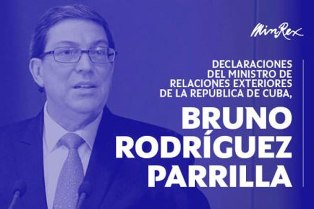 MinRex
DECLARACIONES
DEL MINISTRO DE
RELACIONES EXTERIORES
DE LA REPÚBLICA DE CUBA,
BRUNO
RODRÍGUEZ
PARRILLA